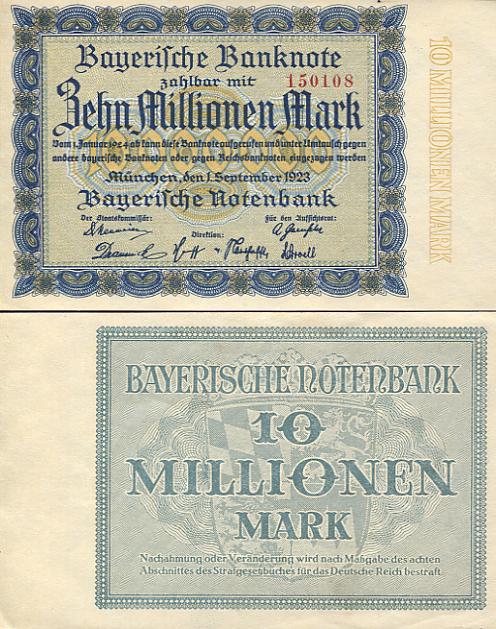 Bayerische Banknote
zahlbar mit 150108
Zehn Millionen Mark
Vom 1. Januar 1924 ab kann diese Banknote aufgerufen und unter Umtausch gegen
andere bayerische Banknoten oder gegen Reichsbanknoten eingezogen werden
München, den 1. September 1923
Bayerische Notenbank
Der Staatskommissär: Für den Aufsichtsrat:
Direktion:
10 MILLIONEN MARK
BAYERISCHE NOTENBANK
10
MILLIONEN
MARK
Nachahmung oder Veränderung wird nach Maßgabe des achten
Abschnittes des Strafgesetzbuches für das Deutsche Reich bestraft